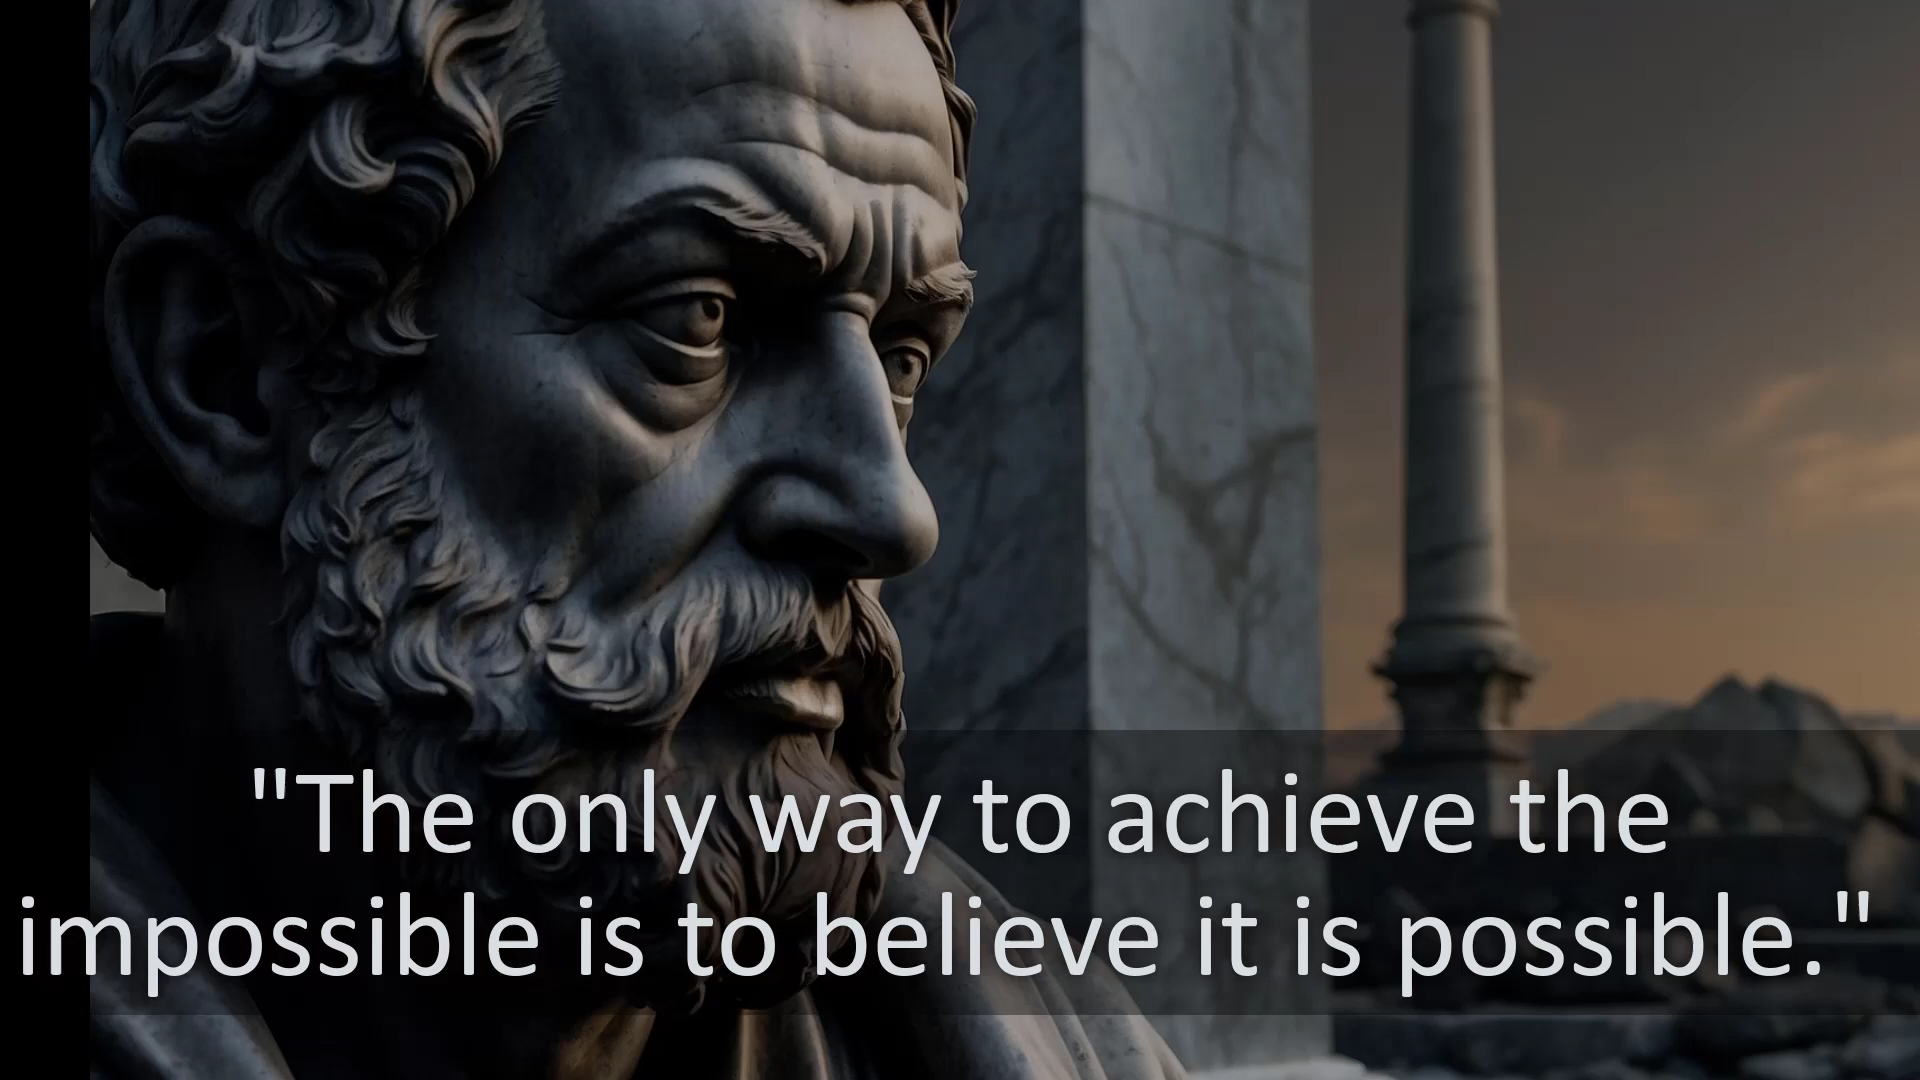 "The only way to achieve the
impossible is to believe it is possible."